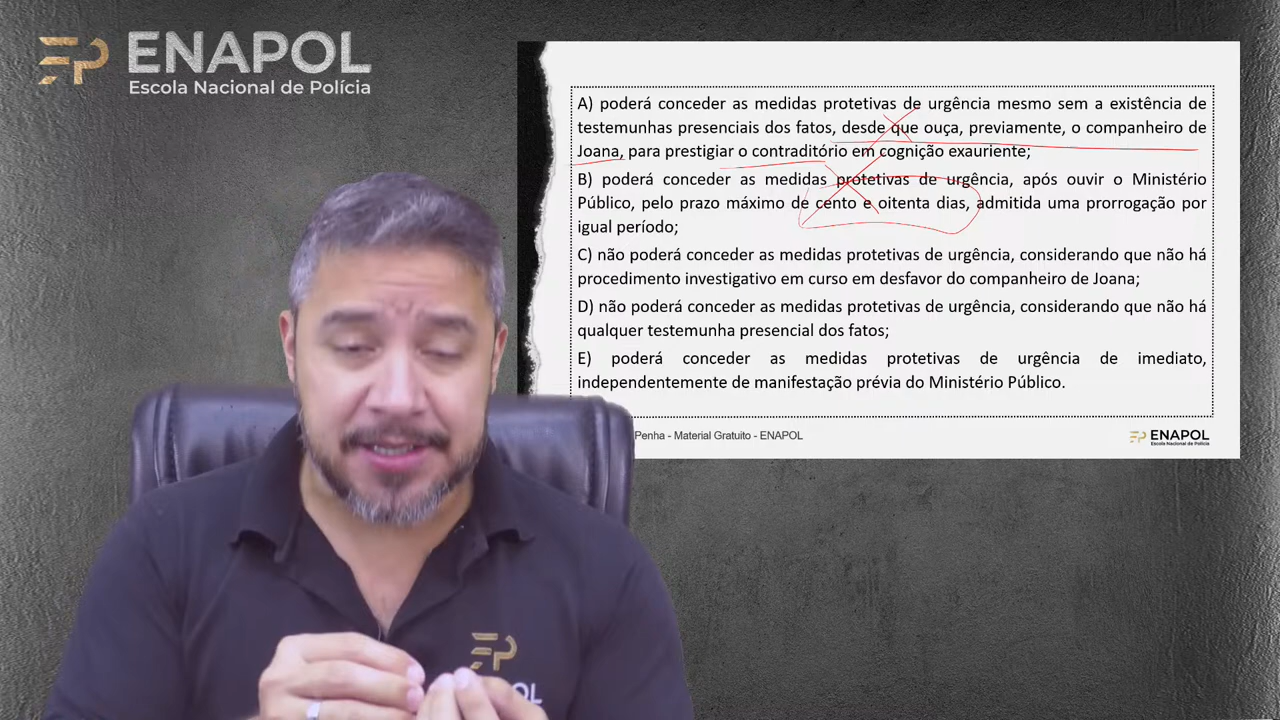 ENAPOL
Escola Nacional de Polícia
A) poderá conceder as medidas protetivas de urgência mesmo sem a existência de
testemunhas presenciais dos fatos, desde que ouça, previamente, o companheiro de
Joana, para prestigiar o contraditório em cognição exauriente;
B) poderá conceder as medidas protetivas de urgência, após ouvir o Ministério
Público, pelo prazo máximo de cento e oitenta dias, admitida uma prorrogação por
igual período;
C) não poderá conceder as medidas protetivas de urgência, considerando que não há
procedimento investigativo em curso em desfavor do companheiro de Joana;
D) não poderá conceder as medidas protetivas de urgência, considerando que não há
qualquer testemunha presencial dos fatos;
E) poderá conceder as medidas protetivas de urgência de imediato,
independentemente de manifestação prévia do Ministério Público.
Penha - Material Gratuito - ENAPOL
ENAPOL
Escola Nacional de Polícia
OL